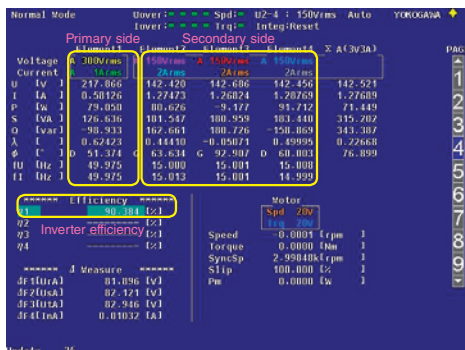 Normal Mode Uover: Spd: U2-4 : 150Vrms Auto YOKOGAWA
Iover: Trq: Integ:Reset
Primary side Secondary side
Element1 Element2 Element3 Element4 Σ A(3V3A) PAG
Voltage 300Vrms 150Vrms 150Vrms 150Vrms
Current 1Arms 2Arms 2Arms 2Arms
U [V ] 217.866 142.420 142.686 142.456 142.521
I [A ] 0.58126 1.27473 1.26824 1.28769 1.27689
P [W ] 79.050 80.626 -9.177 91.712 71.449
S [VA ] 126.636 181.547 180.959 183.440 315.202
Q [var] -98.933 162.661 180.726 -158.869 343.387
λ [ ] 0.62423 0.44410 -0.05071 0.49995 0.22668
φ [° ] D 51.374 G 63.634 G 92.907 D 60.003 76.899
fU [Hz ] 49.975 15.000 15.001 15.000
fI [Hz ] 49.975 15.013 15.001 14.999
****** Efficiency ******
η1 90.384 [%]
η2 [%]
Inverter efficiency
η3 [%]
η4 [%]
Motor
Spd 20V
Trq 20V
Speed -0.0001 [rpm ]
Torque 0.0000 [Nm ]
SyncSp 2.99848k[rpm ]
Slip 100.000 [% ]
Pm 0.0000 [W ]
****** Measure ******
ΔF1[UrA] 81.896 [V]
ΔF2[UsA] 82.121 [V]
ΔF3[UtA] 82.946 [V]
ΔF4[InA] 0.01032 [A]
1
2
3
4
5
6
7
8
9